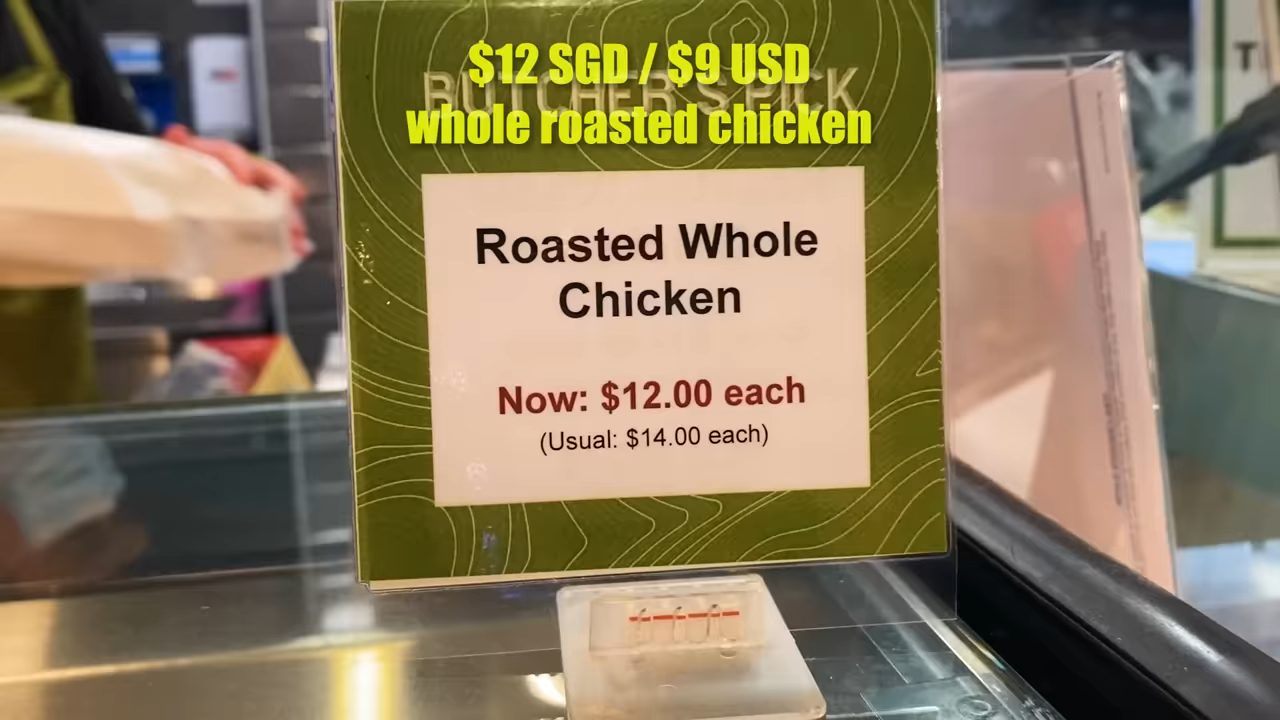 $12 SGD / $9 USD
BUTCHER'S PICK
whole roasted chicken
Roasted Whole
Chicken
Now: $12.00 each
(Usual: $14.00 each)